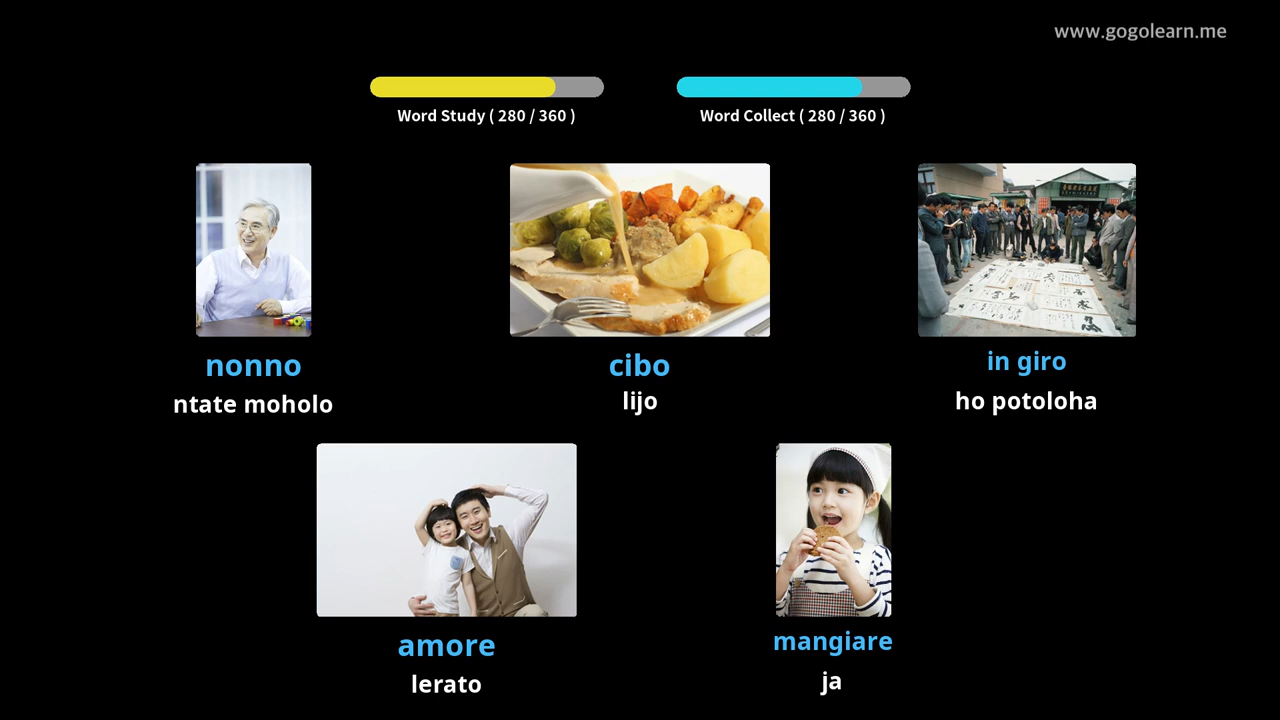 www.gogolearn.me
Word Study ( 280 / 360 )
Word Collect ( 280 / 360 )
nonno
ntate moholo
cibo
lijo
in giro
ho potoloha
amore
lerato
mangiare
ja